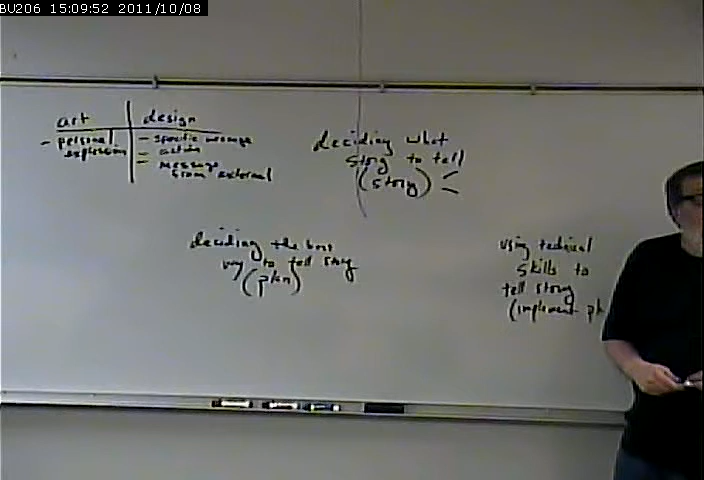 BU206 15:09:52 2011/10/08
art
design
- personal
expression
- specific message
- action
- message
from external
deciding what
story to tell
(story)
deciding the best
way to tell story
(plan)
using technical
skills to
tell story
(implement